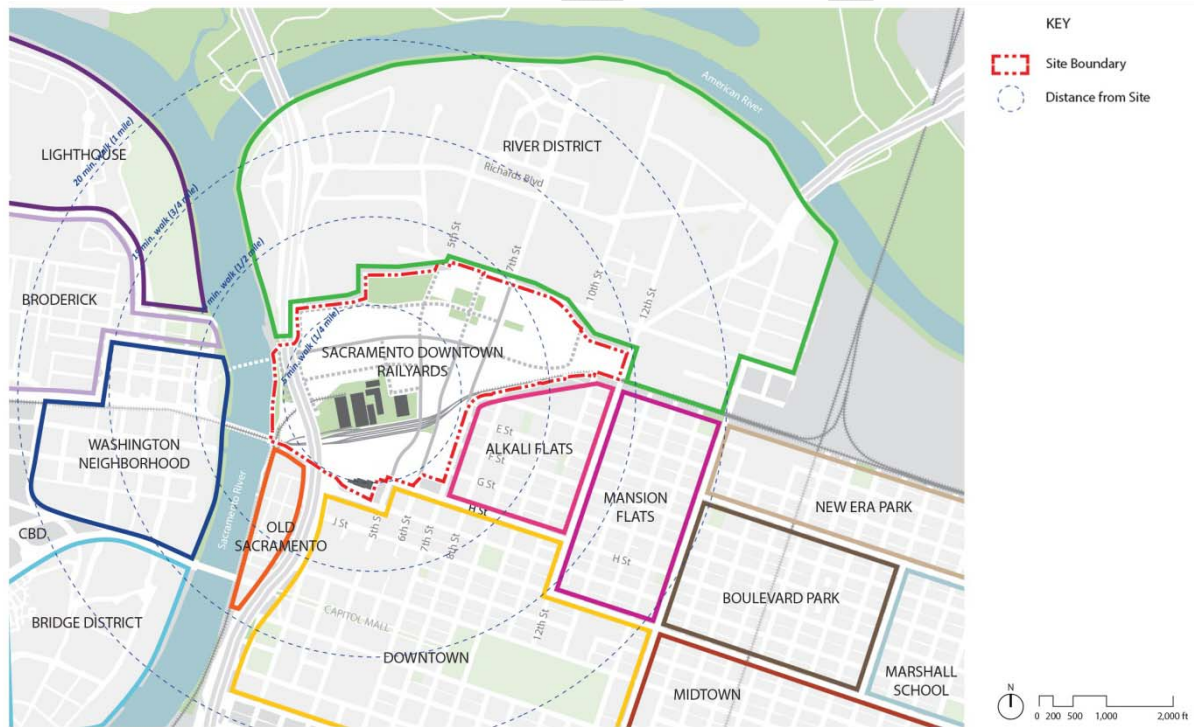 KEY
Site Boundary
Distance from Site
American River
LIGHTHOUSE
20 min. walk (1 mile)
RIVER DISTRICT
Richards Blvd
15 min. walk (3/4 mile)
min. walk (1/2 mile)
5th St
7th St
10th St
12th St
BRODERICK
5 min. walk (1/4 mile)
SACRAMENTO DOWNTOWN
RAILYARDS
WASHINGTON
NEIGHBORHOOD
E St
ALKALI FLATS
F St
G St
MANSION
FLATS
NEW ERA PARK
H St
Sacramento River
CBD
OLD
SACRAMENTO
J St
5th St
6th St
7th St
8th St
H St
BOULEVARD PARK
BRIDGE DISTRICT
CAPITOL MALL
12th St
DOWNTOWN
MARSHALL
SCHOOL
MIDTOWN
N
0 200 500 1,000 2,000 ft